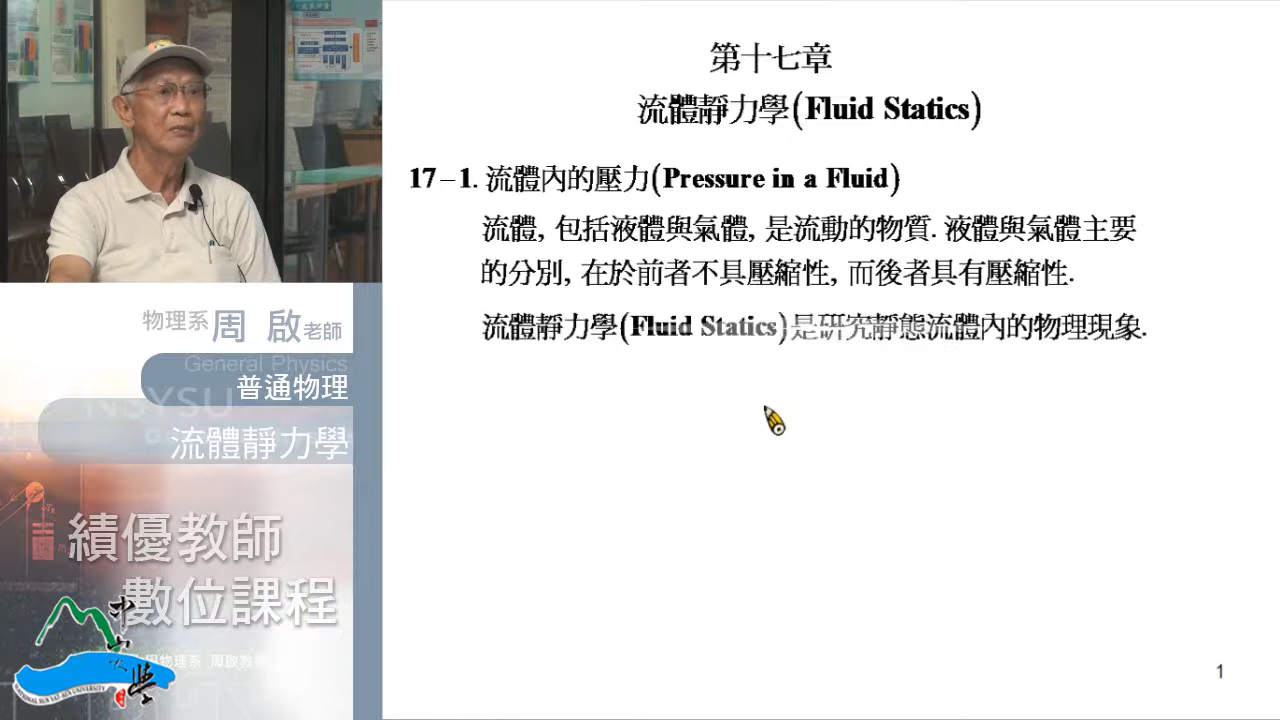 第十七章
流體靜力學(Fluid Statics)
17－1. 流體內的壓力(Pressure in a Fluid)
流體, 包括液體與氣體, 是流動的物質. 液體與氣體主要
的分別, 在於前者不具壓縮性, 而後者具有壓縮性.
流體靜力學(Fluid Statics)是研究靜態流體內的物理現象.
1
物理系 周 啟 老師
General Physics
普通物理
NSYSU
流體靜力學
績優教師
數位課程
學物理系 周啟教
NATIONAL SUN YAT-SEN UNIVERSITY